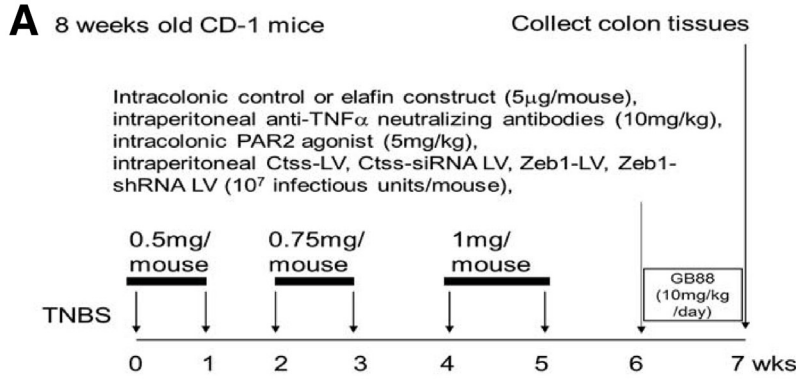 A 8 weeks old CD-1 mice
Collect colon tissues
Intracolonic control or elafin construct (5μg/mouse),
intraperitoneal anti-TNFα neutralizing antibodies (10mg/kg),
intracolonic PAR2 agonist (5mg/kg),
intraperitoneal Ctss-LV, Ctss-siRNA LV, Zeb1-LV, Zeb1-
shRNA LV (10⁷ infectious units/mouse),
0.5mg/
mouse
0.75mg/
mouse
1mg/
mouse
GB88
(10mg/kg
/day)
TNBS
0 1 2 3 4 5 6 7 wks